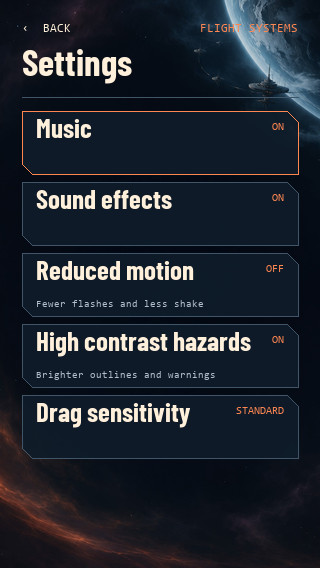 ‹ BACK
FLIGHT SYSTEMS
Settings
Music
ON
Sound effects
ON
Reduced motion
OFF
Fewer flashes and less shake
High contrast hazards
ON
Brighter outlines and warnings
Drag sensitivity
STANDARD